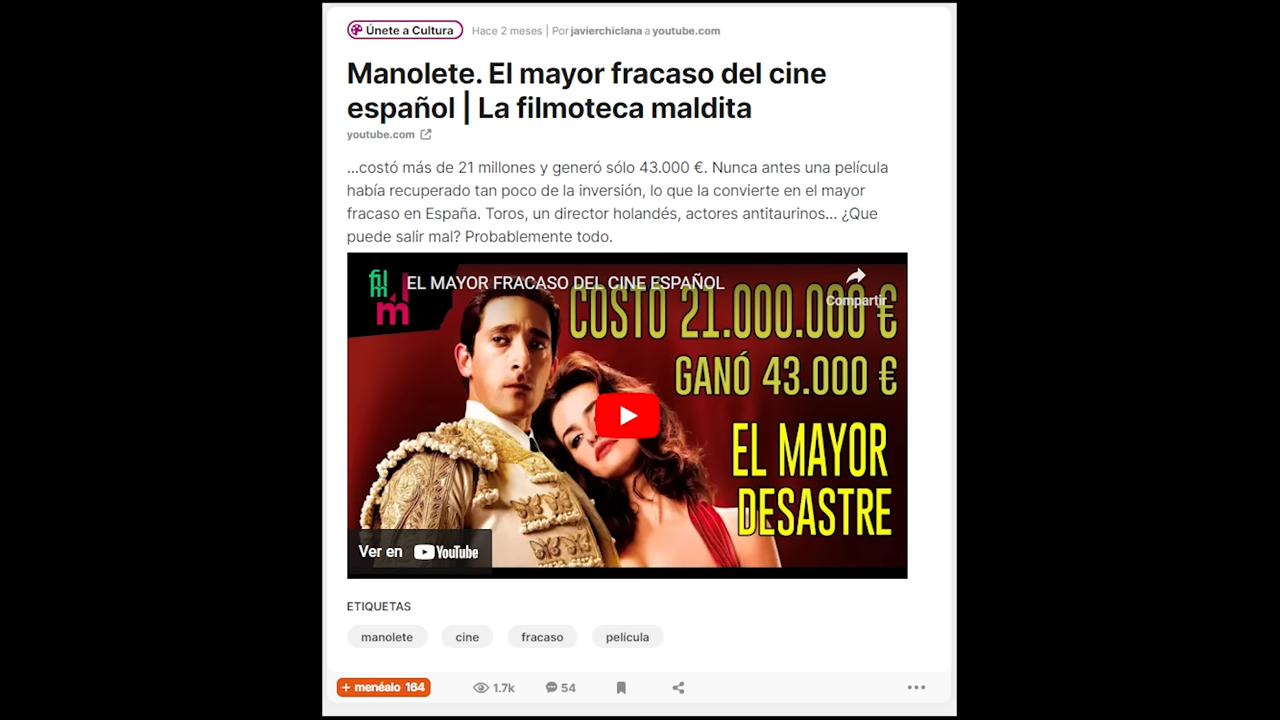 Únete a Cultura Hace 2 meses | Por javierchiclana a youtube.com
Manolete. El mayor fracaso del cine
español | La filmoteca maldita
youtube.com
...costó más de 21 millones y generó sólo 43.000 €. Nunca antes una película
había recuperado tan poco de la inversión, lo que la convierte en el mayor
fracaso en España. Toros, un director holandés, actores antitaurinos... ¿Que
puede salir mal? Probablemente todo.
fil
m
m
EL MAYOR FRACASO DEL CINE ESPAÑOL
Compartir
COSTÓ 21.000.000 €
GANÓ 43.000 €
EL MAYOR
DESASTRE
Ver en YouTube
ETIQUETAS
manolete cine fracaso película
+ menéalo 164 1.7k 54